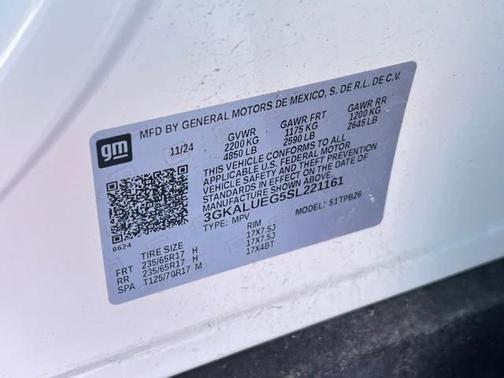 gm
MFD BY GENERAL MOTORS DE MEXICO, S. DE R.L. DE C.V.
11/24 GVWR GAWR FRT GAWR RR
2200 KG 1175 KG 1200 KG
4850 LB 2590 LB 2645 LB
THIS VEHICLE CONFORMS TO ALL
APPLICABLE U.S. FEDERAL MOTOR
VEHICLE SAFETY AND THEFT PREVENTION
STANDARDS IN EFFECT ON THE DATE OF
MANUFACTURE SHOWN ABOVE.
3GKALUEG5SL221161
TYPE: MPV MODEL: S1TPB26
8624
TIRE SIZE RIM
FRT 235/65R17 H 17X7.5J
RR 235/65R17 H 17X7.5J
SPA T125/70R17 M 17X4BT